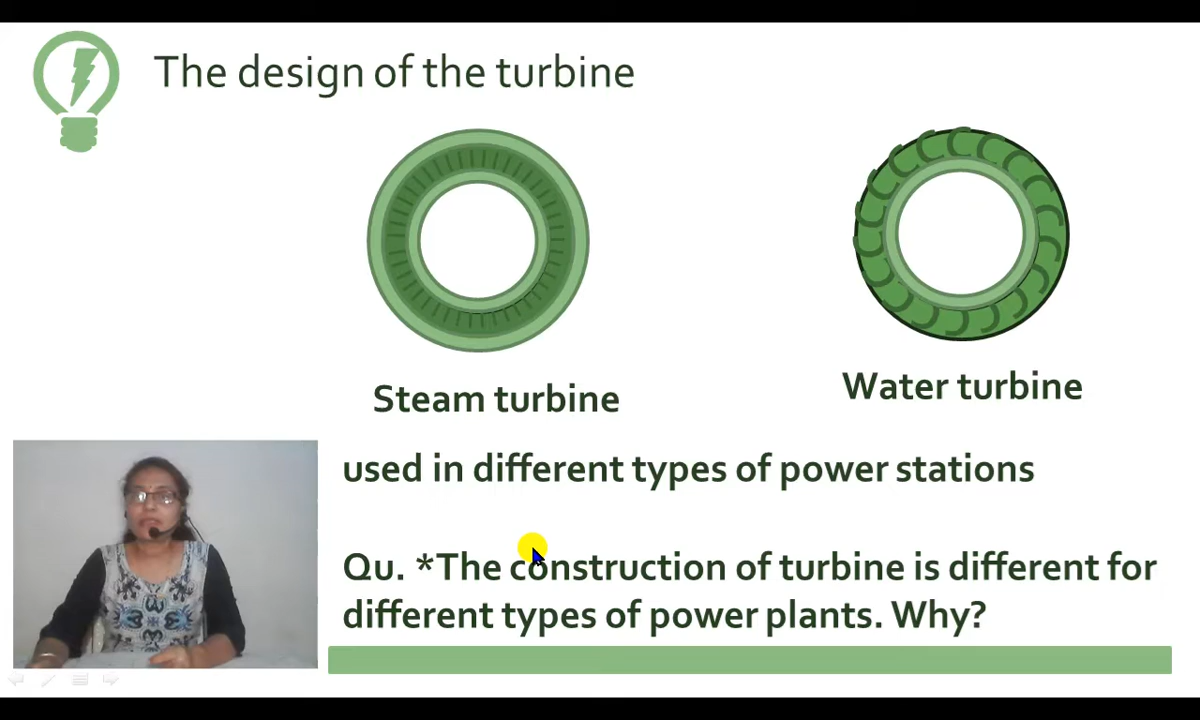 The design of the turbine
Steam turbine
Water turbine
used in different types of power stations
Qu. *The construction of turbine is different for
different types of power plants. Why?